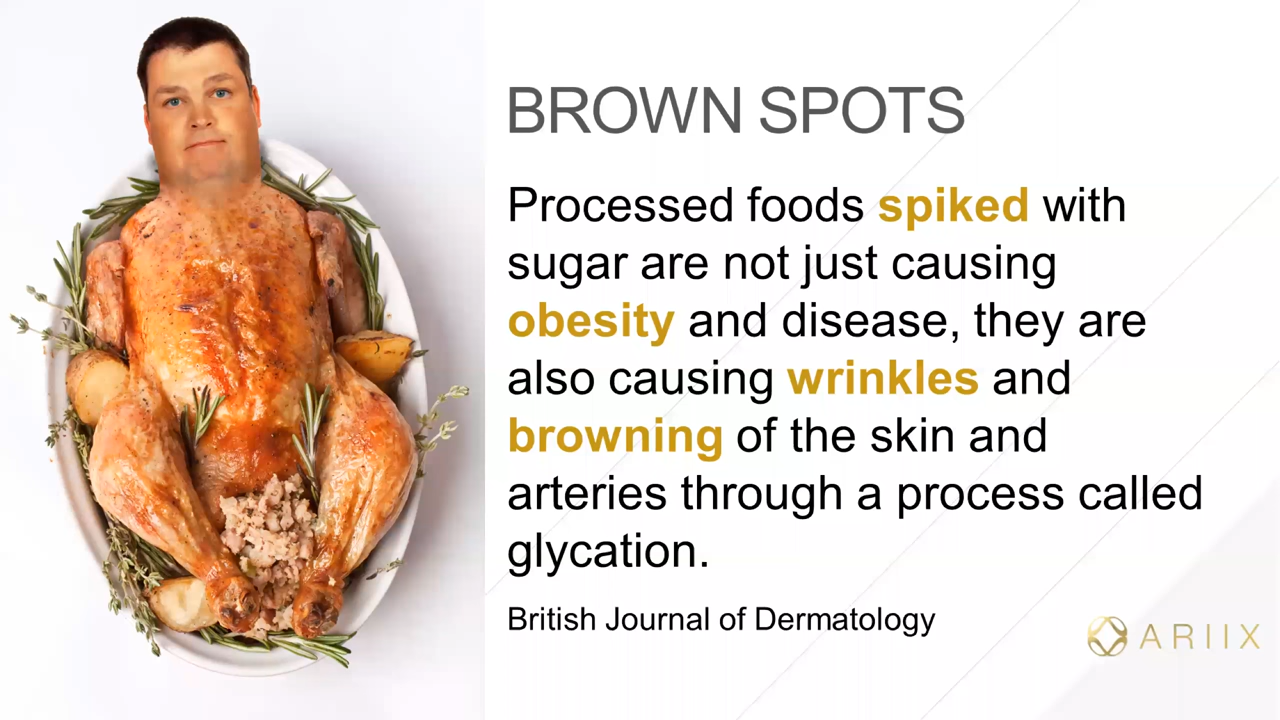 BROWN SPOTS
Processed foods spiked with
sugar are not just causing
obesity and disease, they are
also causing wrinkles and
browning of the skin and
arteries through a process called
glycation.
British Journal of Dermatology
ARIIX